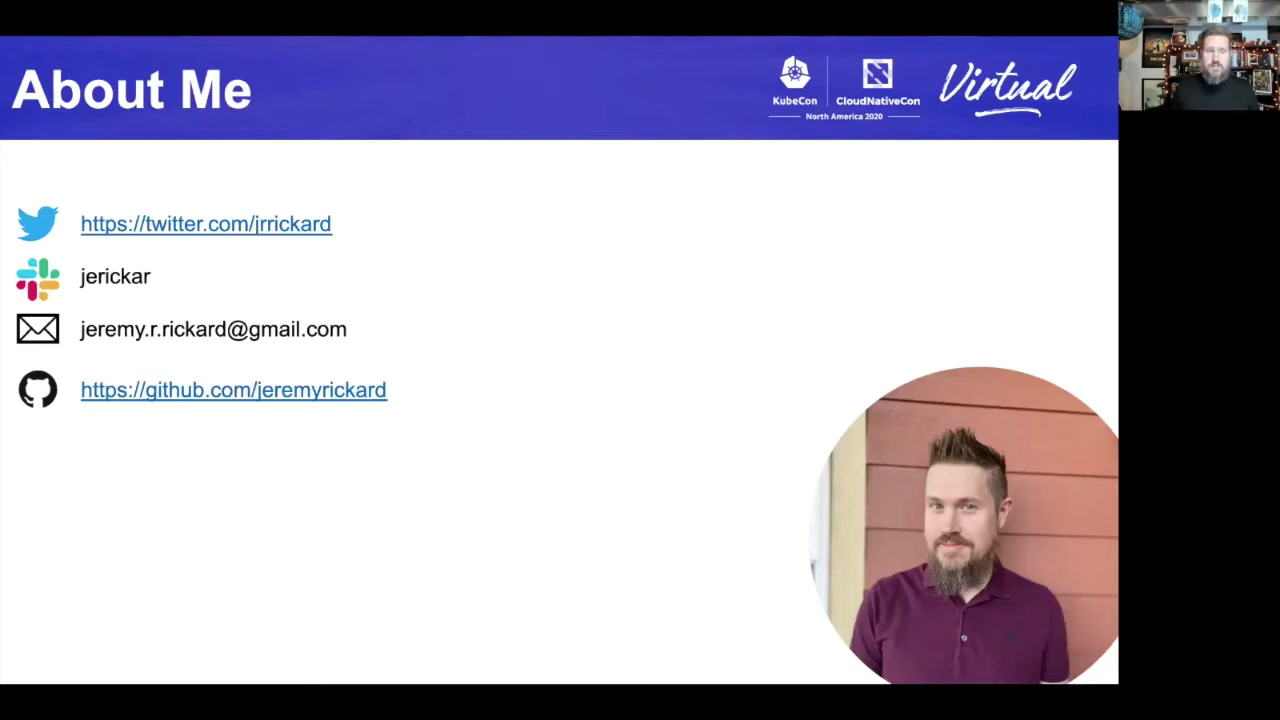 About Me
KubeCon
CloudNativeCon
North America 2020
Virtual
https://twitter.com/jrrickard
jerickar
jeremy.r.rickard@gmail.com
https://github.com/jeremyrickard